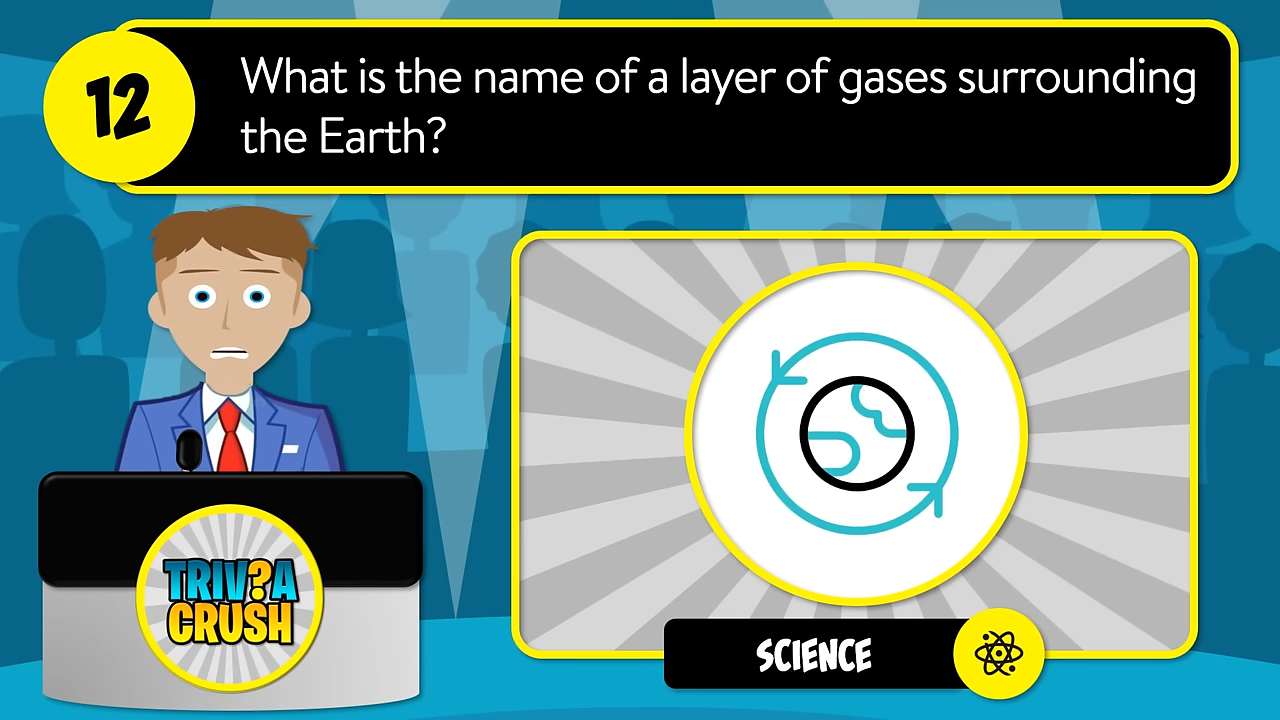 12
What is the name of a layer of gases surrounding
the Earth?
TRIV?A
CRUSH
SCIENCE